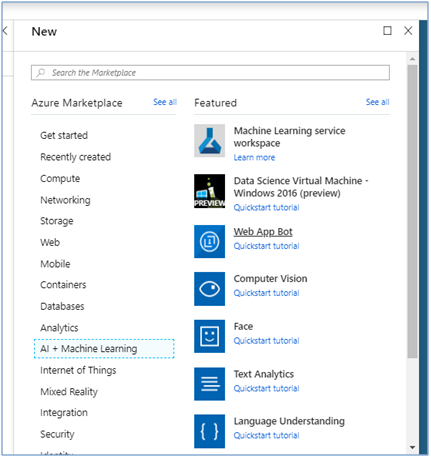 New
Search the Marketplace
Azure Marketplace
See all
Get started
Recently created
Compute
Networking
Storage
Web
Mobile
Containers
Databases
Analytics
AI + Machine Learning
Internet of Things
Mixed Reality
Integration
Security
Identity
Featured
See all
Machine Learning service
workspace
Learn more
PREVIEW
Data Science Virtual Machine -
Windows 2016 (preview)
Quickstart tutorial
Web App Bot
Quickstart tutorial
Computer Vision
Quickstart tutorial
Face
Quickstart tutorial
Text Analytics
Quickstart tutorial
Language Understanding
Quickstart tutorial